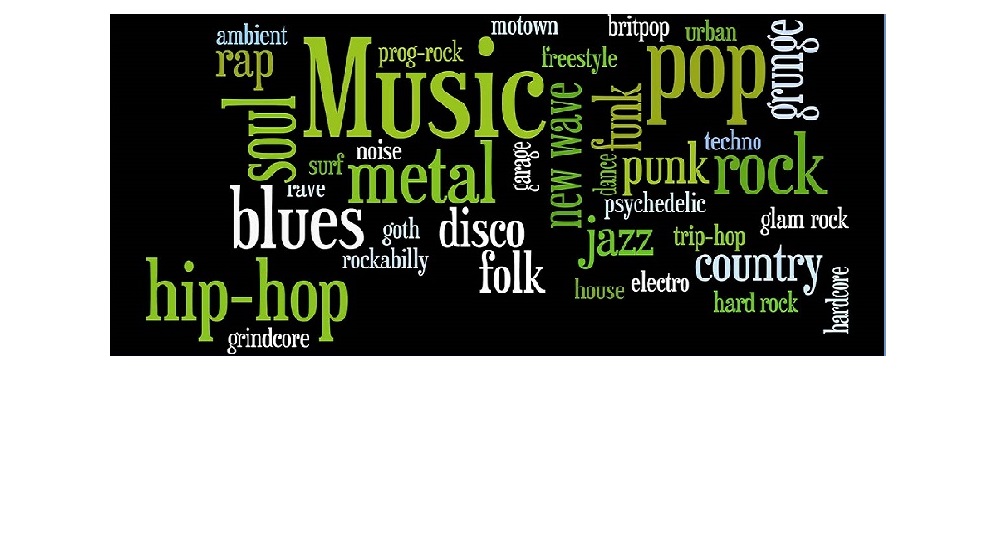 ambient
rap
soul
Music
prog-rock
motown
freestyle
britpop
urban
pop
grunge
surf
noise
metal
garage
new wave
dance
funk
techno
punk
rock
rave
blues
goth
disco
psychedelic
glam rock
rockabilly
folk
jazz
trip-hop
country
hip-hop
house
electro
hard rock
hardcore
grindcore